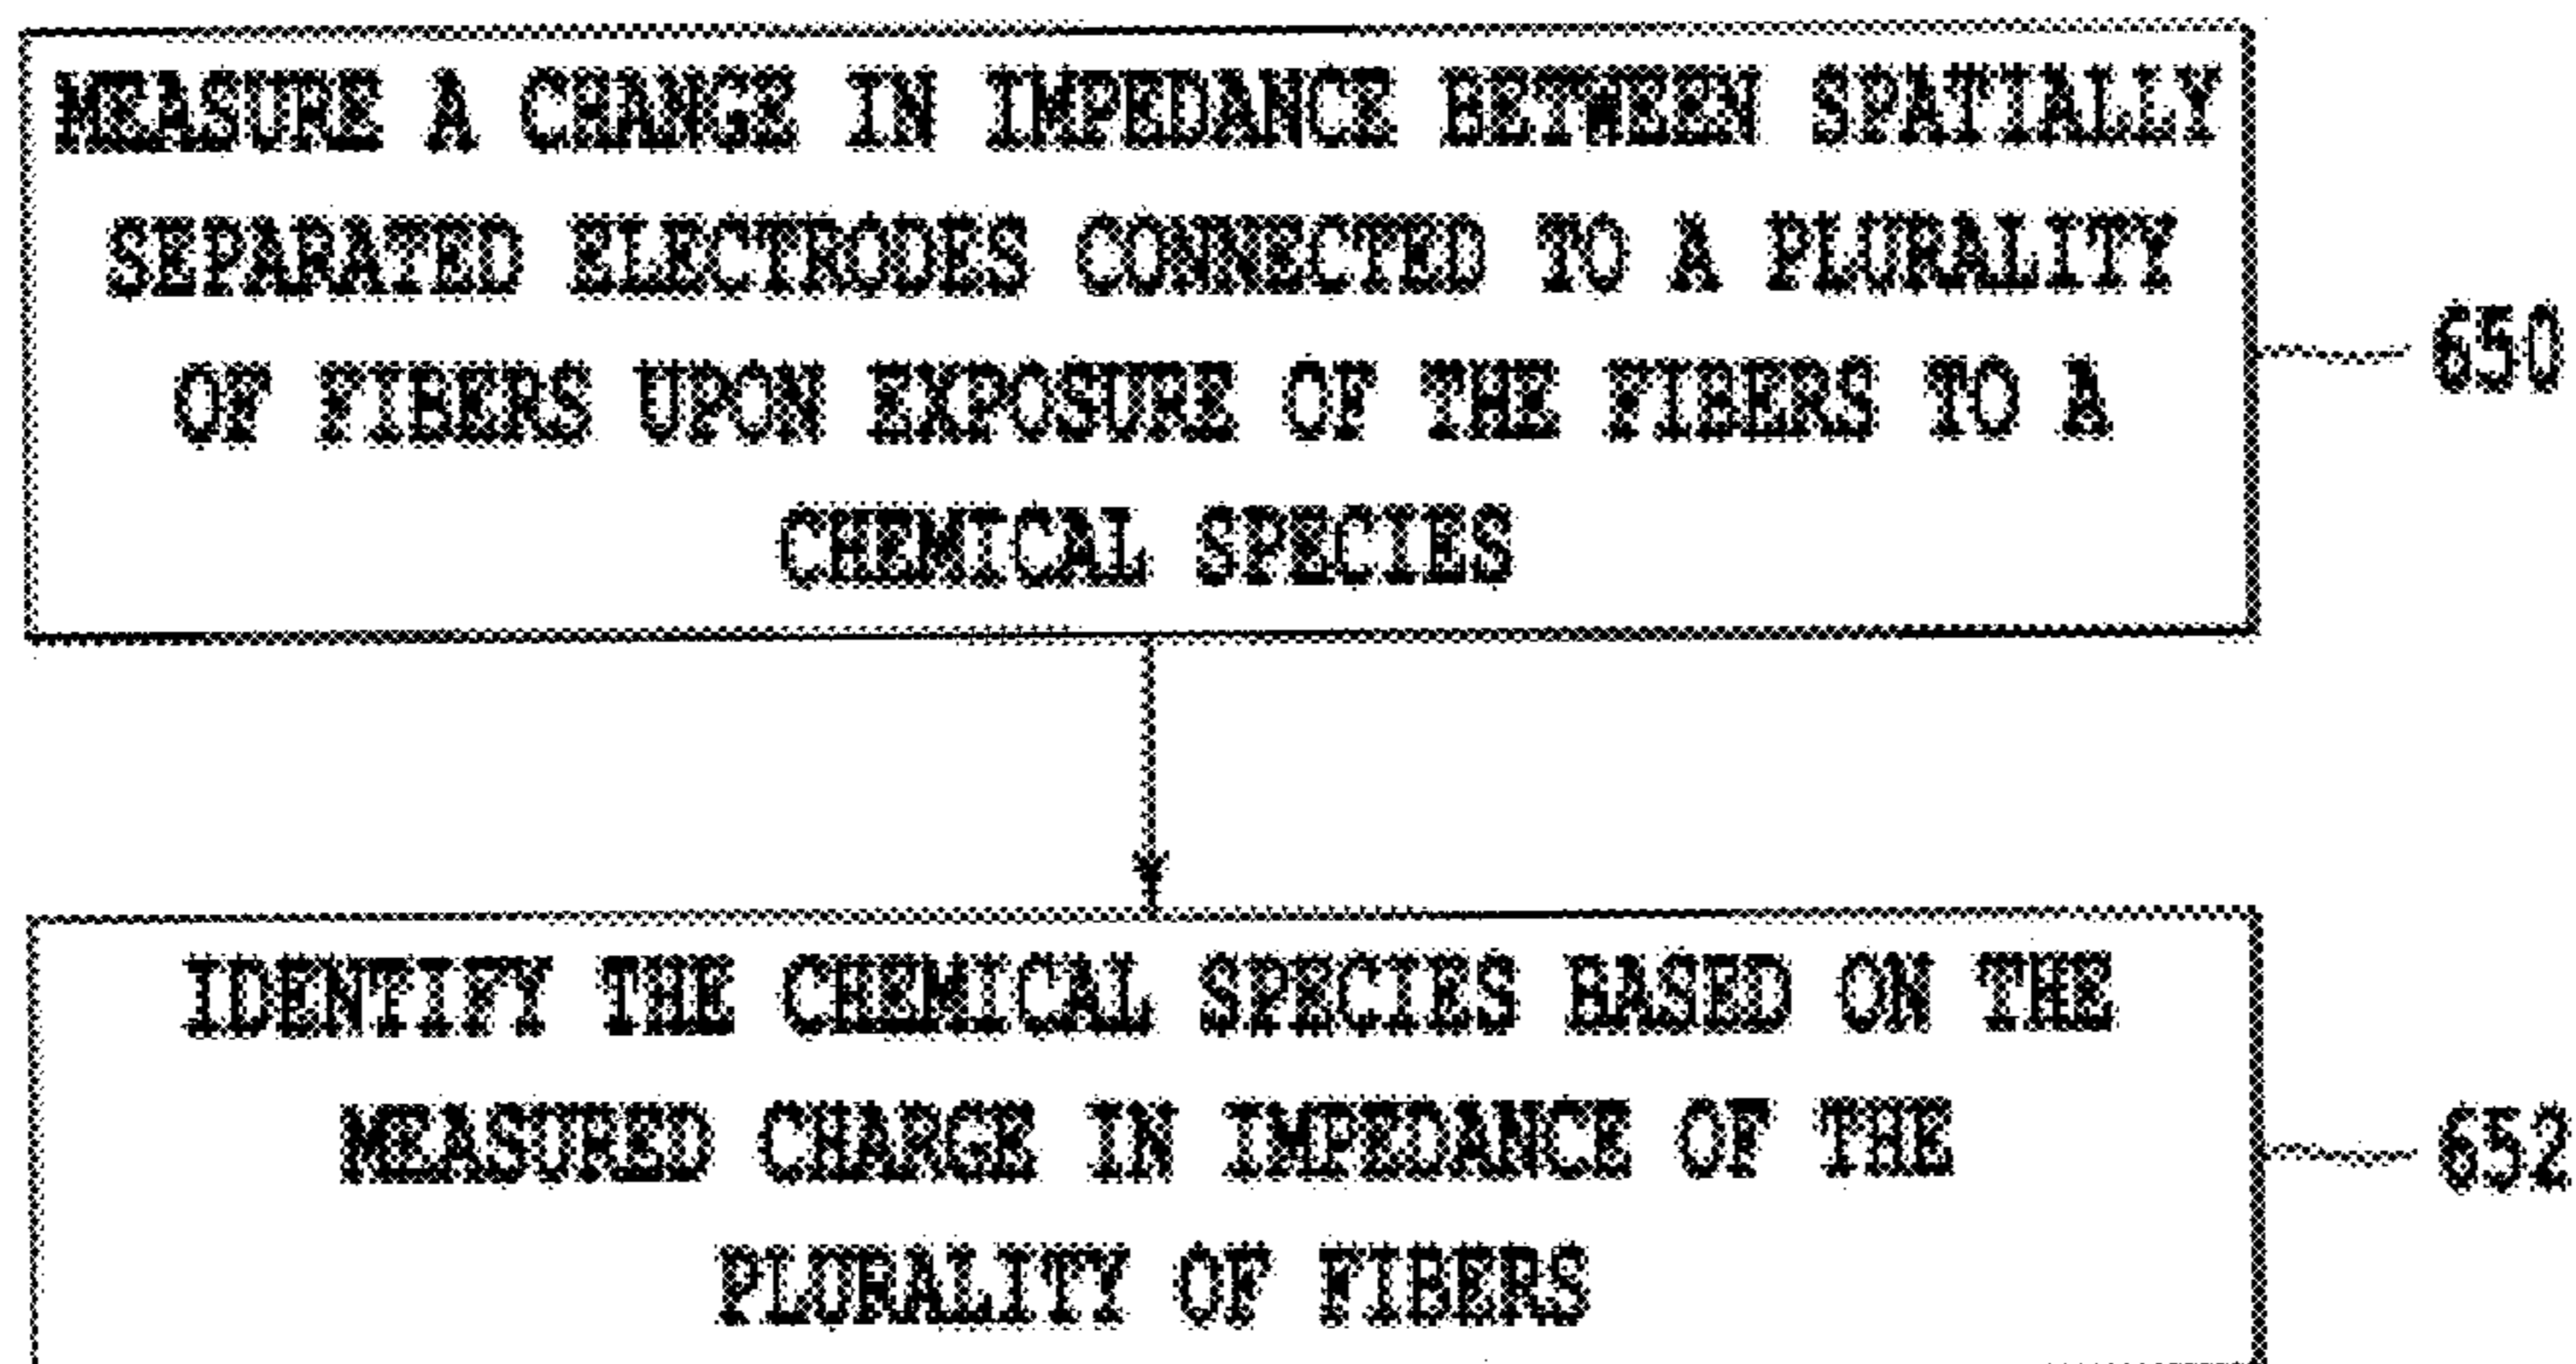 MEASURE A CHANGE IN IMPEDANCE BETWEEN SPATIALLY
SEPARATED ELECTRODES CONNECTED TO A PLURALITY
OF FIBERS UPON EXPOSURE OF THE FIBERS TO A
CHEMICAL SPECIES
650
IDENTIFY THE CHEMICAL SPECIES BASED ON THE
MEASURED CHARGE IN IMPEDANCE OF THE
PLURALITY OF FIBERS
652